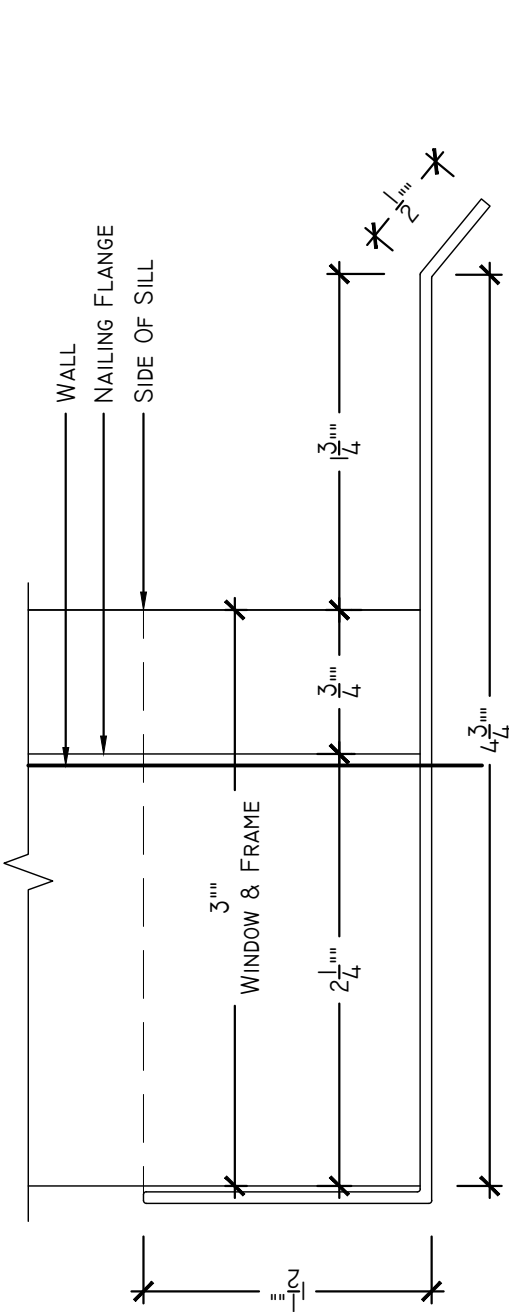 WALL
NAILING FLANGE
SIDE OF SILL
1/2""
1 3/4""
3/4""
3""
WINDOW & FRAME
2 1/4""
4 3/4""
1 1/2""